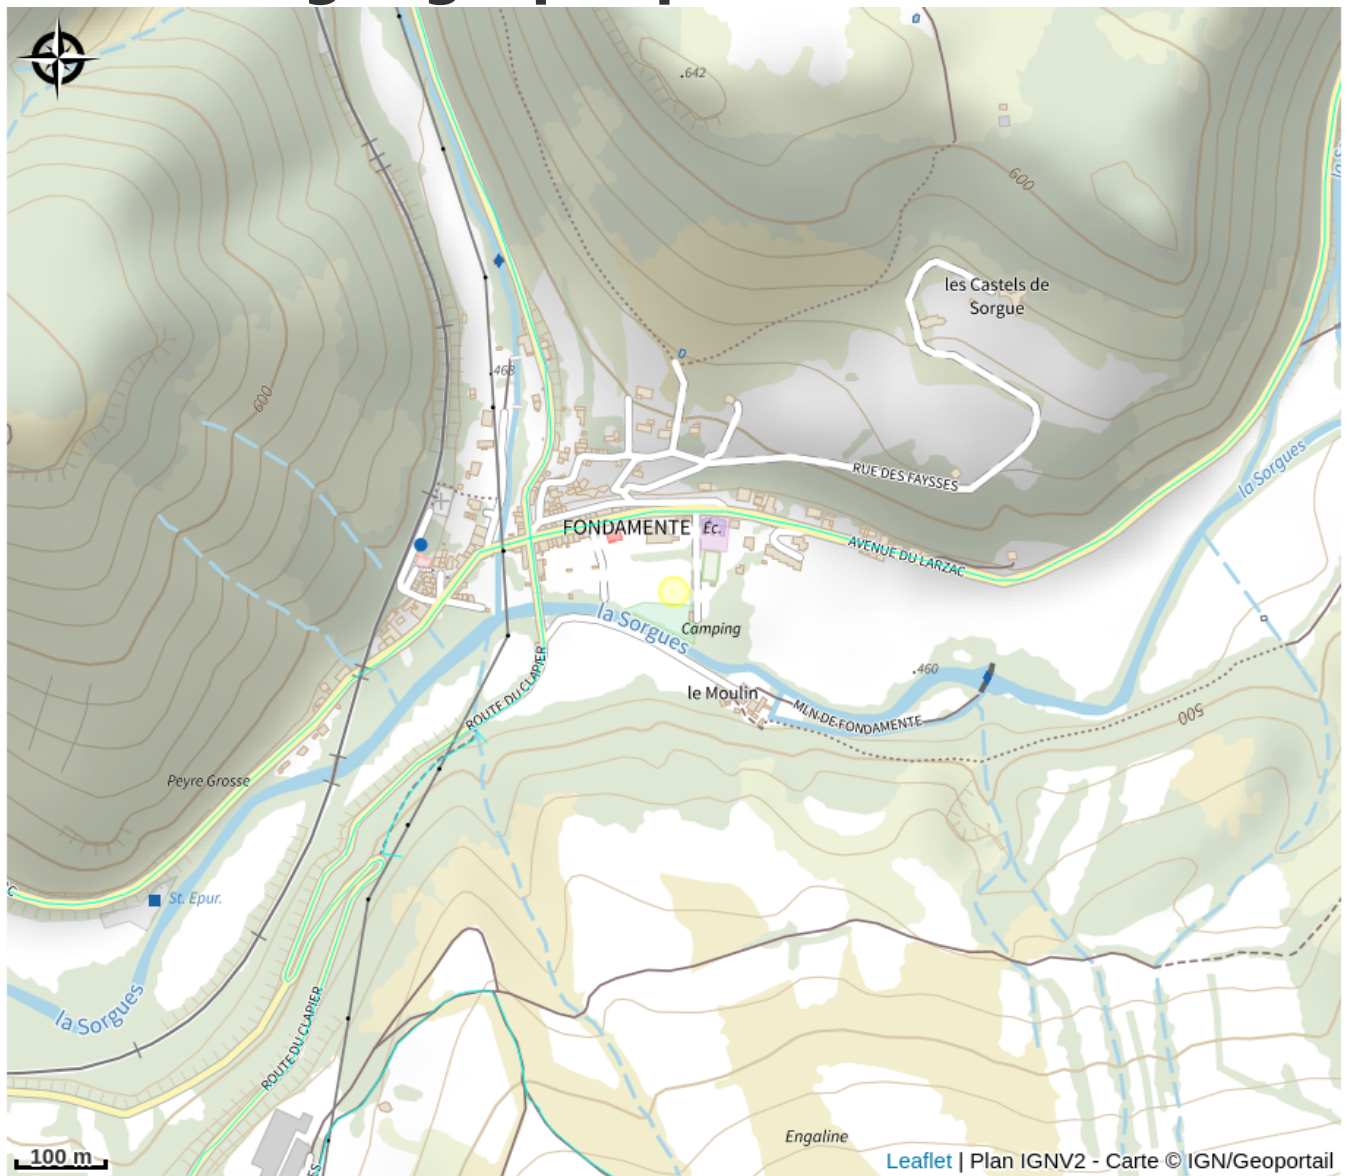 642
600
la S
les Castels de
Sorgue
468
600
la Sorgues
RUE DES FAYSSES
FONDAMENTE
Éc.
AVENUE DU LARZAC
la Sorgues
Camping
460
ROUTE DU CLAPIER
le Moulin
MLN DE FONDAMENTE
500
Peyre Grosse
St. Epur.
la Sorgues
ROUTE DU CLAPIER
Engaline
100 m
Leaflet | Plan IGNV2 - Carte © IGN/Geoportail